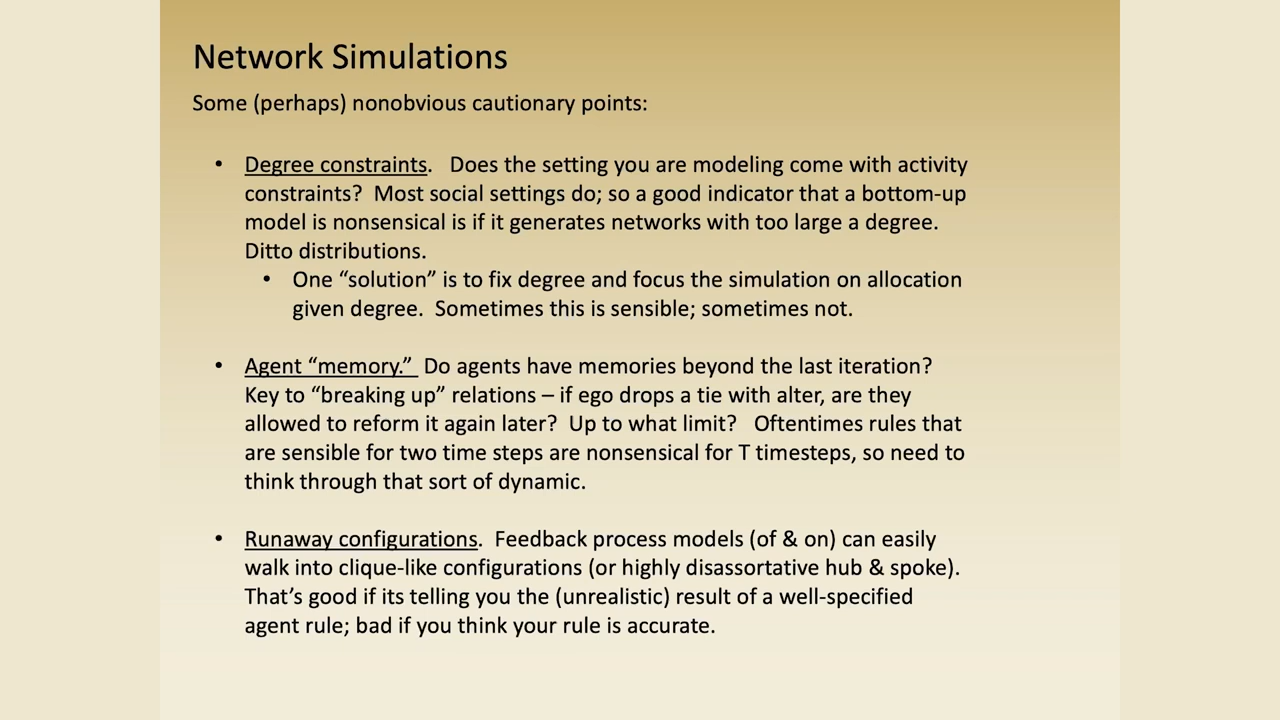 Network Simulations
Some (perhaps) nonobvious cautionary points:
• Degree constraints.   Does the setting you are modeling come with activity
constraints?  Most social settings do; so a good indicator that a bottom-up
model is nonsensical is if it generates networks with too large a degree.
Ditto distributions.
• One “solution” is to fix degree and focus the simulation on allocation
given degree.  Sometimes this is sensible; sometimes not.
• Agent “memory.”  Do agents have memories beyond the last iteration?
Key to “breaking up” relations – if ego drops a tie with alter, are they
allowed to reform it again later?  Up to what limit?   Oftentimes rules that
are sensible for two time steps are nonsensical for T timesteps, so need to
think through that sort of dynamic.
• Runaway configurations.  Feedback process models (of & on) can easily
walk into clique-like configurations (or highly disassortative hub & spoke).
That’s good if its telling you the (unrealistic) result of a well-specified
agent rule; bad if you think your rule is accurate.